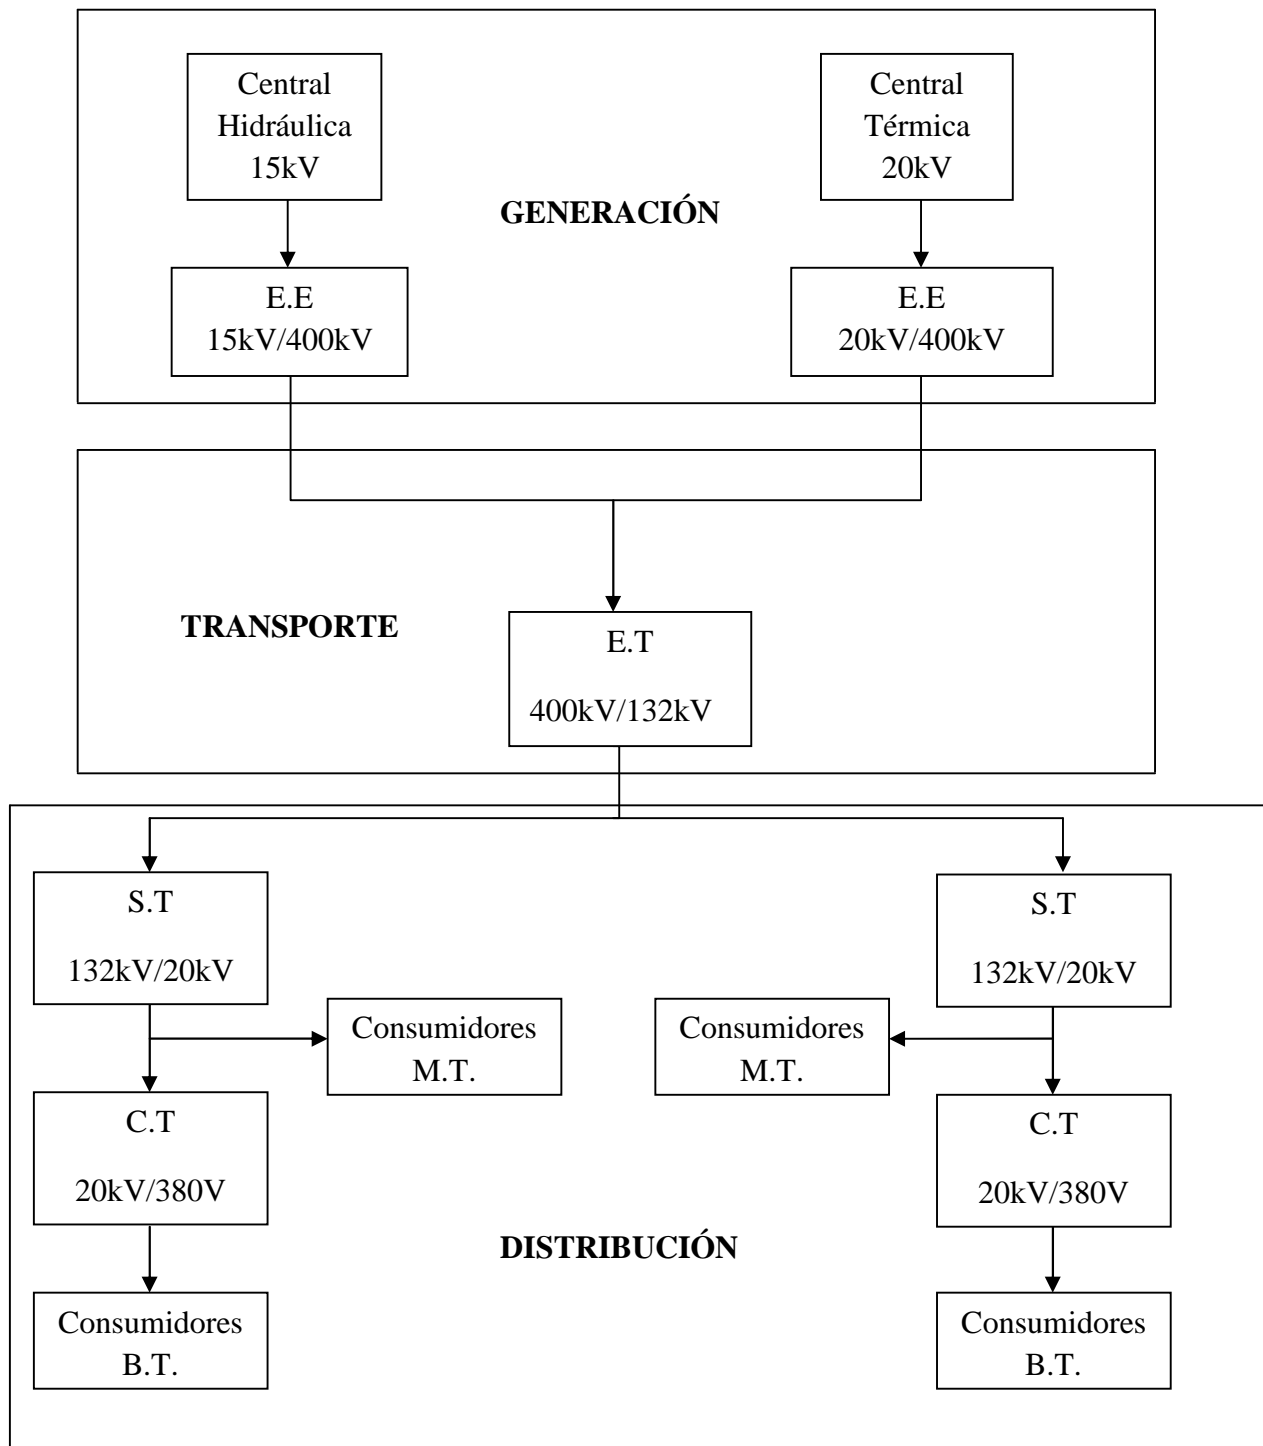 Central
Hidráulica
15kV
Central
Térmica
20kV
GENERACIÓN
E.E
15kV/400kV
E.E
20kV/400kV
TRANSPORTE
E.T
400kV/132kV
S.T
132kV/20kV
S.T
132kV/20kV
Consumidores
M.T.
Consumidores
M.T.
C.T
20kV/380V
C.T
20kV/380V
DISTRIBUCIÓN
Consumidores
B.T.
Consumidores
B.T.